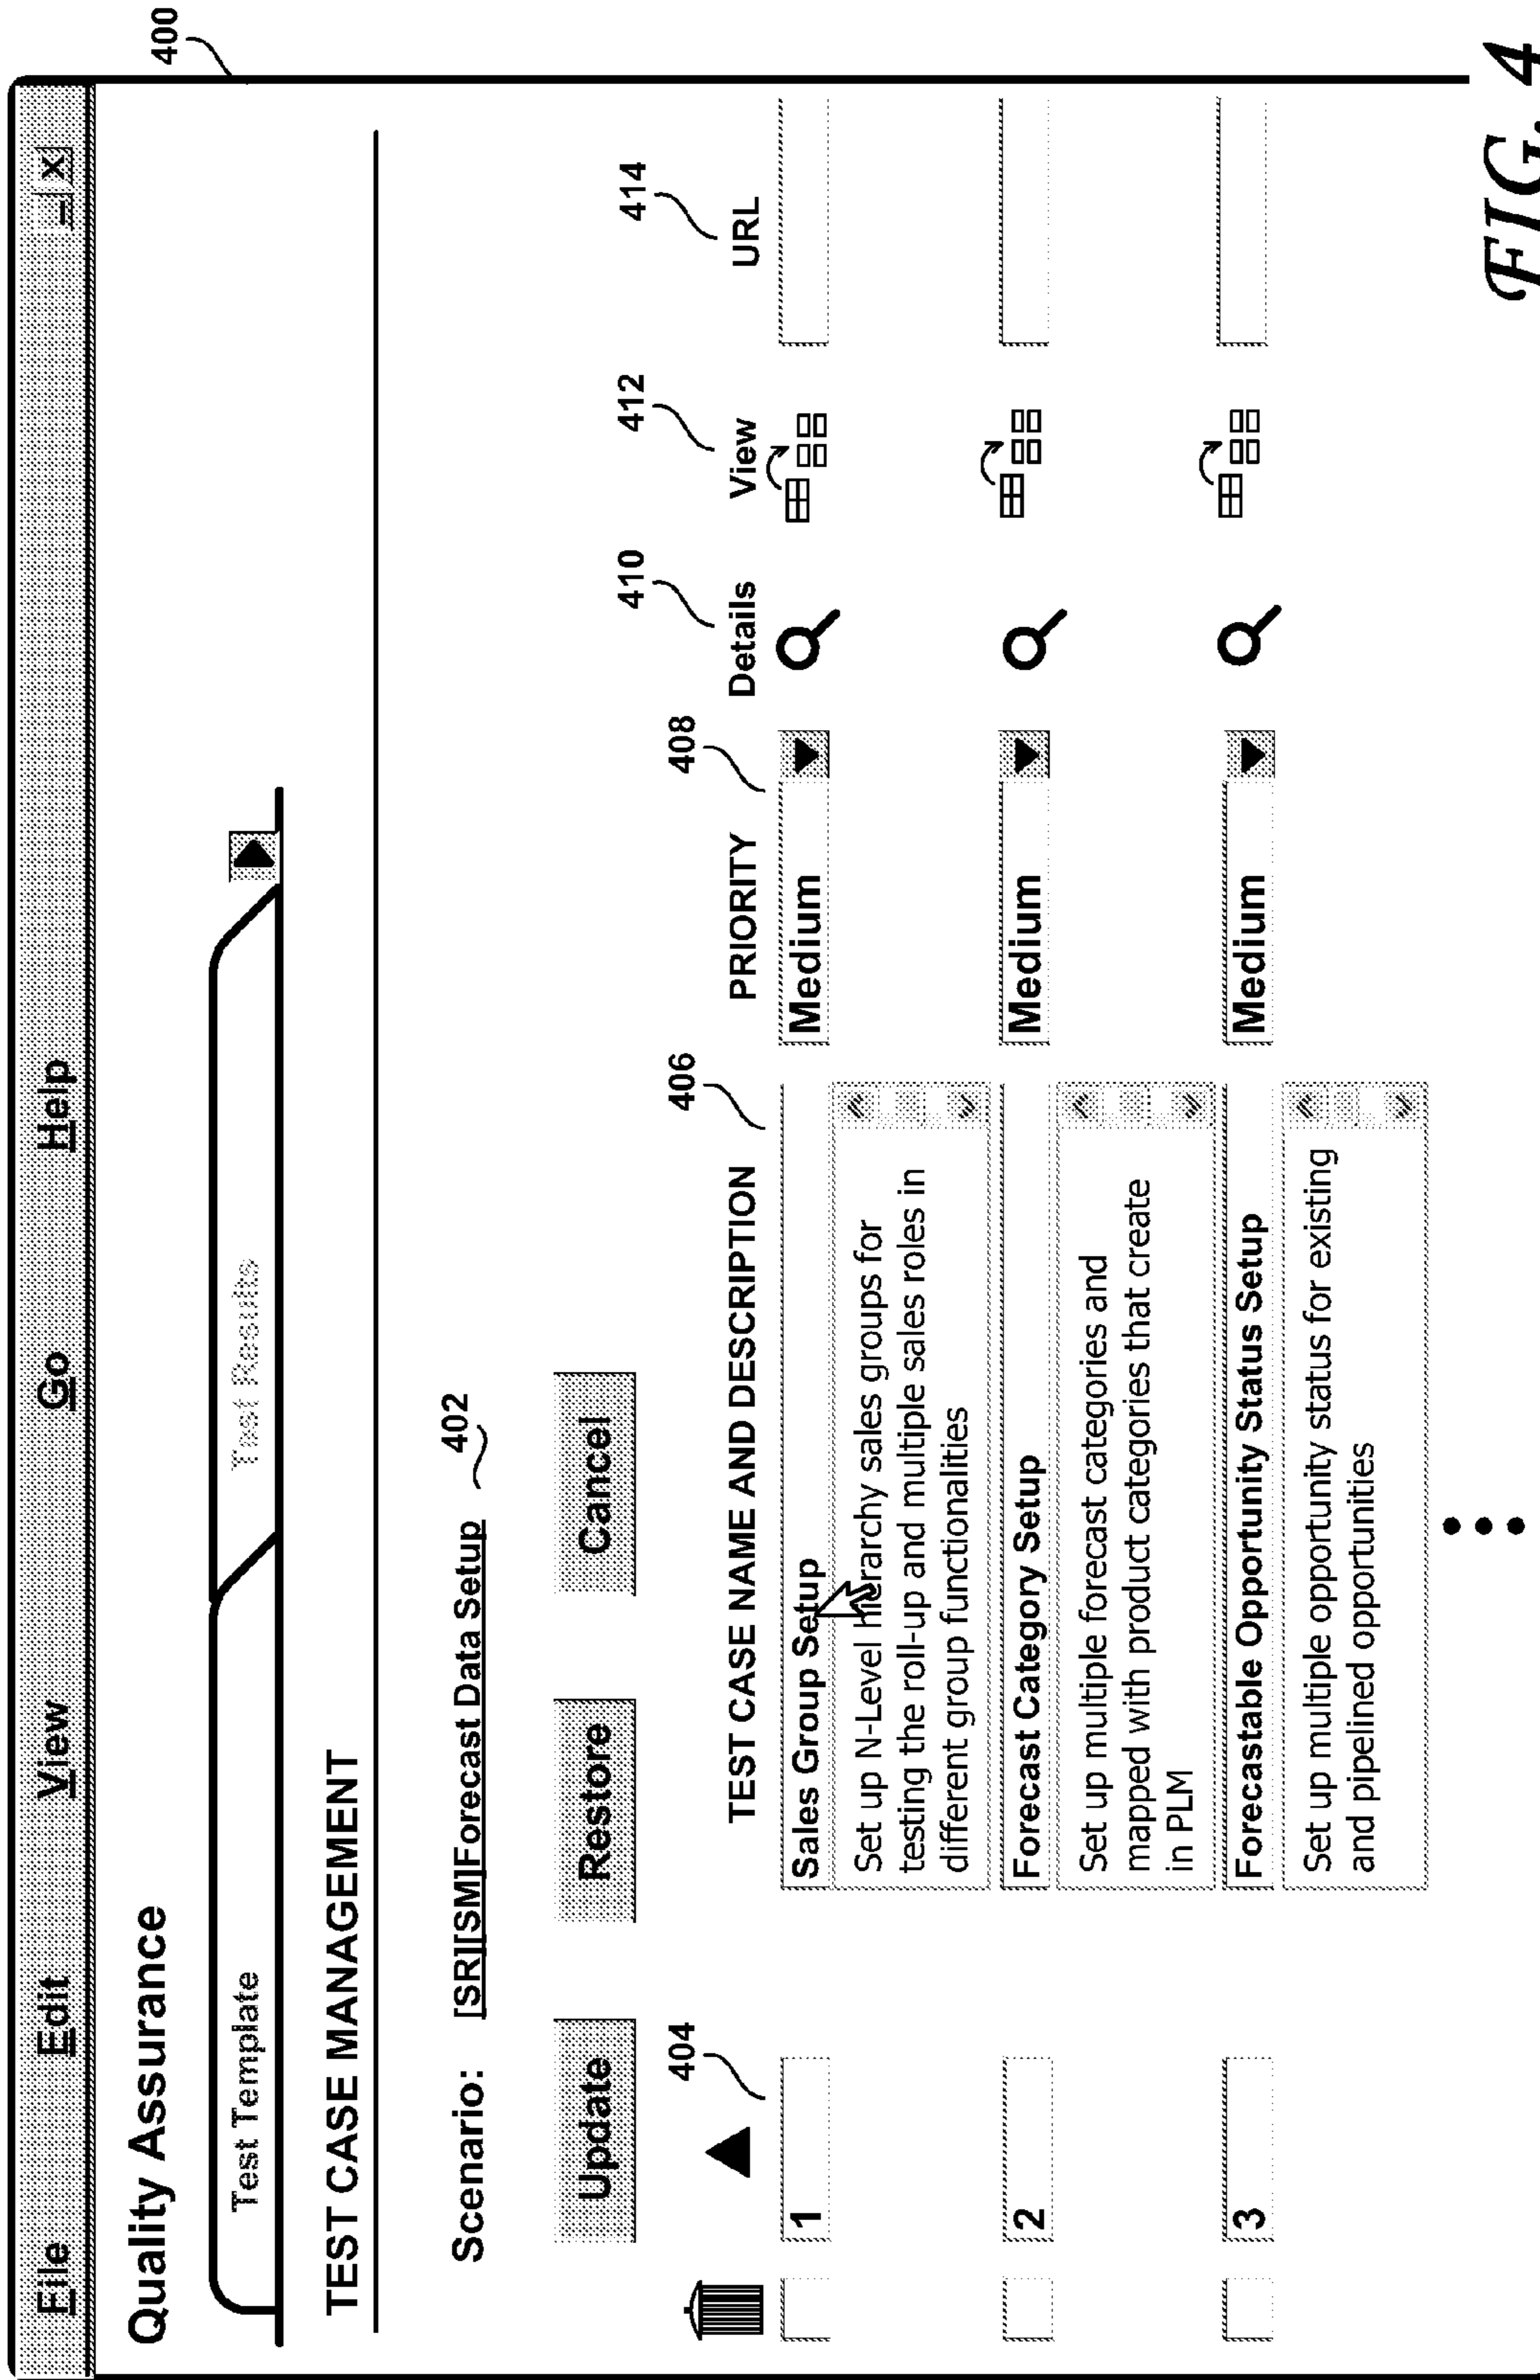 400
File Edit View Go Help
Quality Assurance
Test Template Test Results
TEST CASE MANAGEMENT
Scenario: [SR][SM]Forecast Data Setup 402
Update Restore Cancel
404 406 408 410 412 414
TEST CASE NAME AND DESCRIPTION PRIORITY Details View URL
1 Sales Group Setup Medium
Set up N-Level hierarchy sales groups for
testing the roll-up and multiple sales roles in
different group functionalities
2 Forecast Category Setup Medium
Set up multiple forecast categories and
mapped with product categories that create
in PLM
3 Forecastable Opportunity Status Setup Medium
Set up multiple opportunity status for existing
and pipelined opportunities
FIG. 4